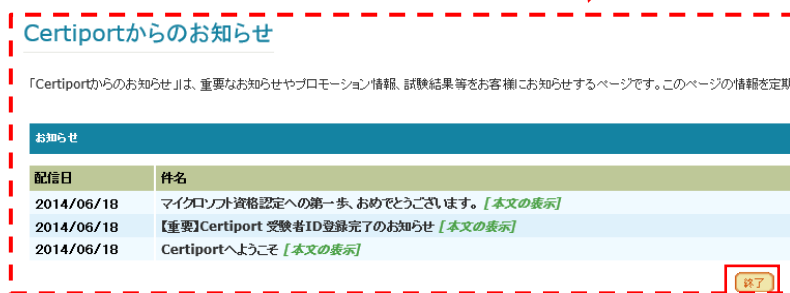 Certiportからのお知らせ
「Certiportからのお知らせ」は、重要なお知らせやプロモーション情報、試験結果等をお客様にお知らせするページです。このページの情報を定期
お知らせ
配信日 件名
2014/06/18 マイクロソフト資格認定への第一歩、おめでとうございます。 [本文の表示]
2014/06/18 【重要】Certiport 受験者ID登録完了のお知らせ [本文の表示]
2014/06/18 Certiportへようこそ [本文の表示]
終了